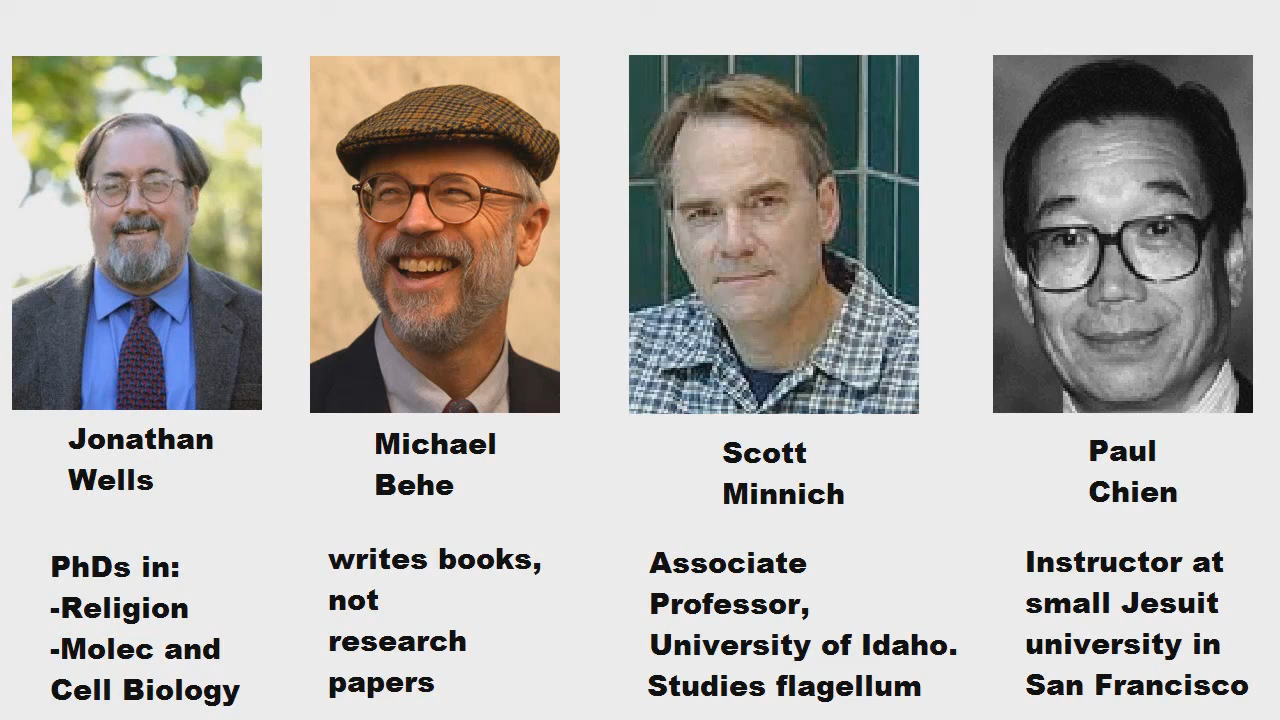 Jonathan
Wells
PhDs in:
-Religion
-Molec and
Cell Biology
Michael
Behe
writes books,
not
research
papers
Scott
Minnich
Associate
Professor,
University of Idaho.
Studies flagellum
Paul
Chien
Instructor at
small Jesuit
university in
San Francisco